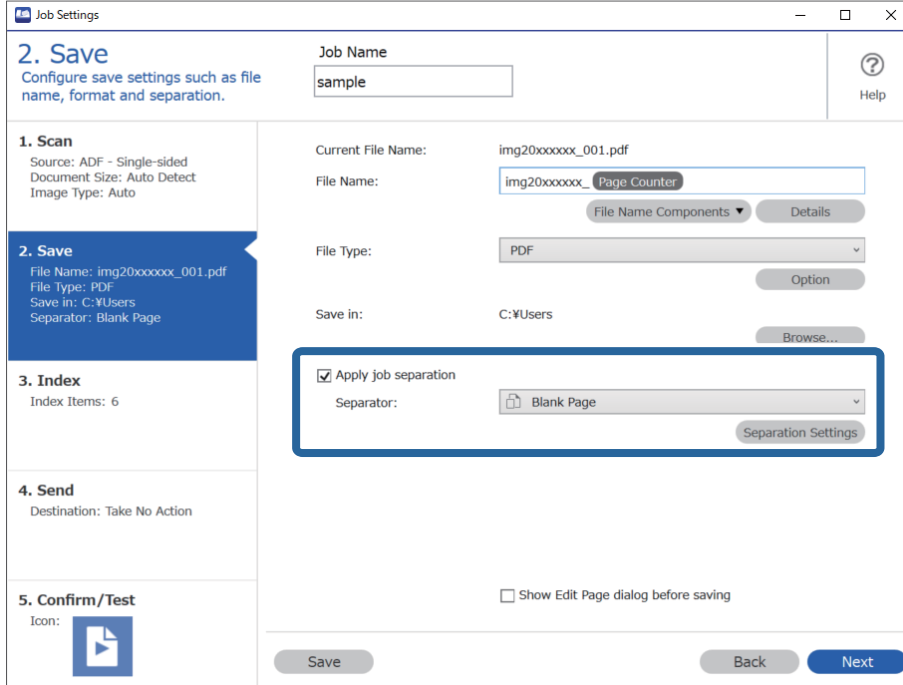 Job Settings
2. Save
Configure save settings such as file
name, format and separation.
Job Name
sample
Help
1. Scan
Source: ADF - Single-sided
Document Size: Auto Detect
Image Type: Auto
2. Save
File Name: img20xxxxxx_001.pdf
File Type: PDF
Save in: C:¥Users
Separator: Blank Page
3. Index
Index Items: 6
4. Send
Destination: Take No Action
5. Confirm/Test
Icon:
Current File Name: img20xxxxxx_001.pdf
File Name: img20xxxxxx_ Page Counter
File Name Components ▼ Details
File Type: PDF
Option
Save in: C:¥Users
Browse...
Apply job separation
Separator: Blank Page
Separation Settings
Show Edit Page dialog before saving
Save Back Next